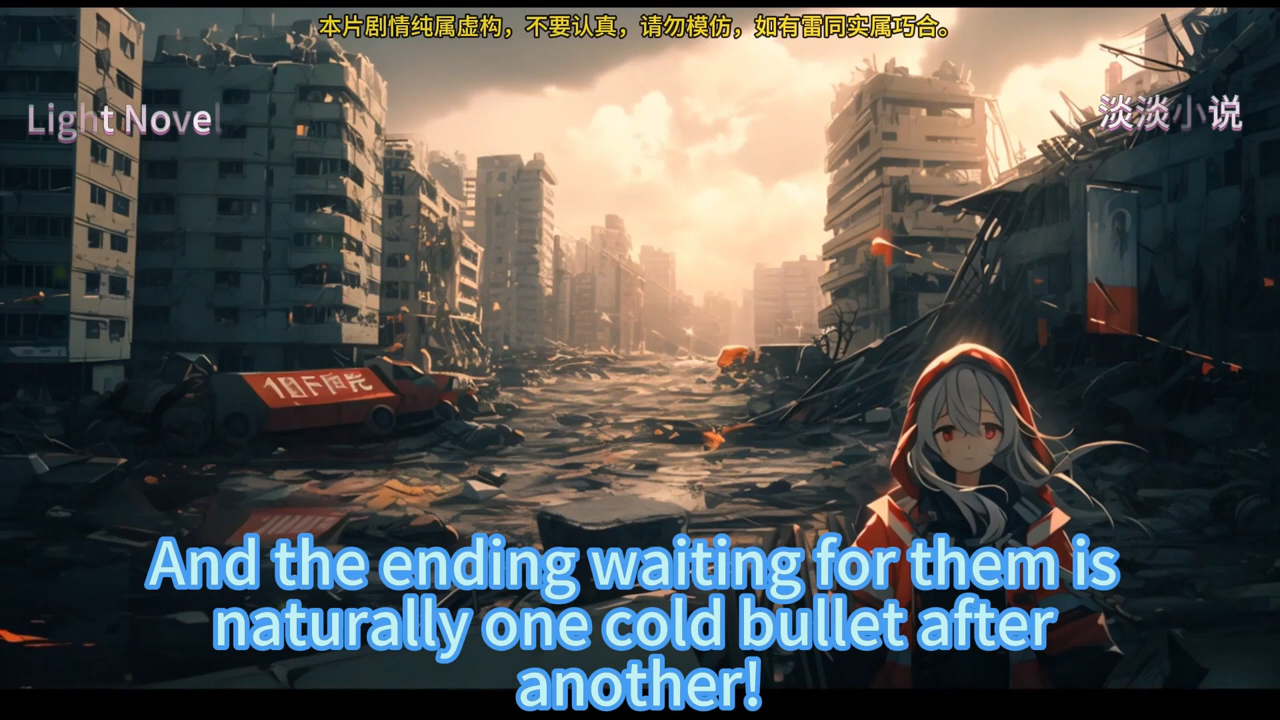 本片剧情纯属虚构，不要认真，请勿模仿，如有雷同实属巧合。
Light Novel
淡淡小说
And the ending waiting for them is
naturally one cold bullet after
another!